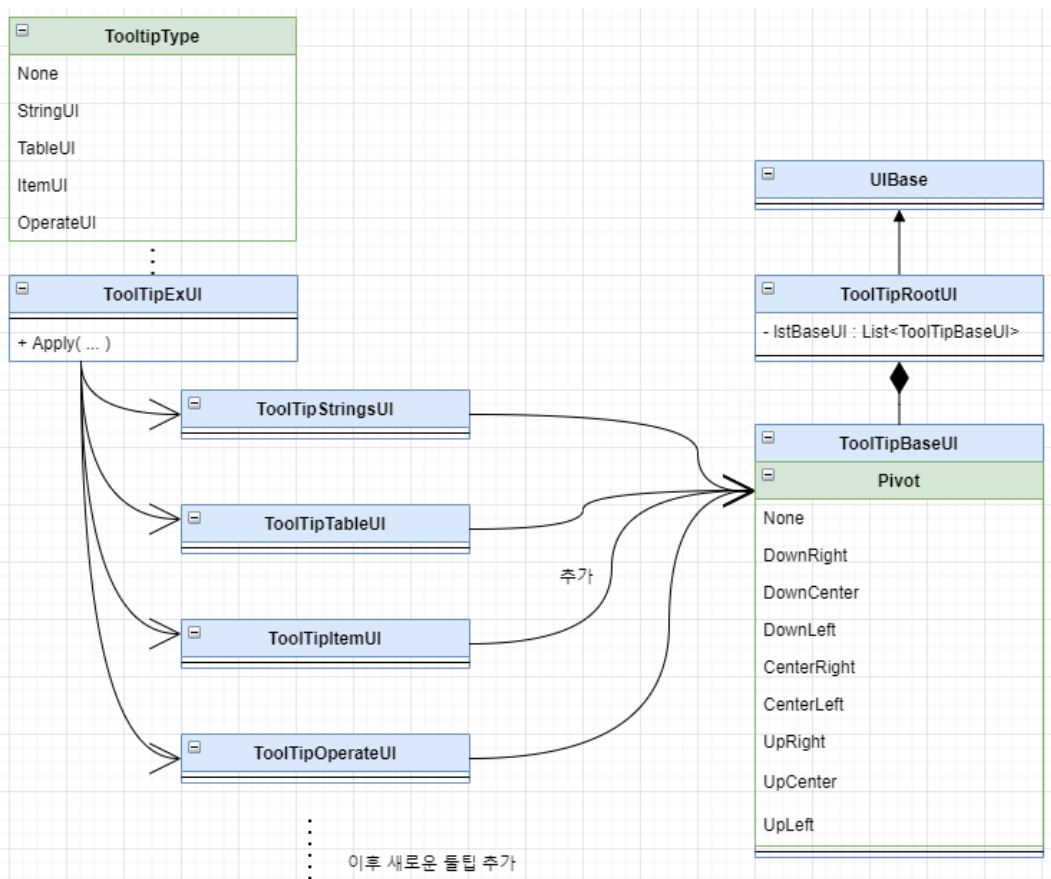 TooltipType
None
StringUI
TableUI
ItemUI
OperateUI
ToolTipExUI
+ Apply( ... )
ToolTipStringsUI
ToolTipTableUI
추가
ToolTipItemUI
ToolTipOperateUI
이후 새로운 툴팁 추가
UIBase
ToolTipRootUI
- lstBaseUI : List<ToolTipBaseUI>
ToolTipBaseUI
Pivot
None
DownRight
DownCenter
DownLeft
CenterRight
CenterLeft
UpRight
UpCenter
UpLeft